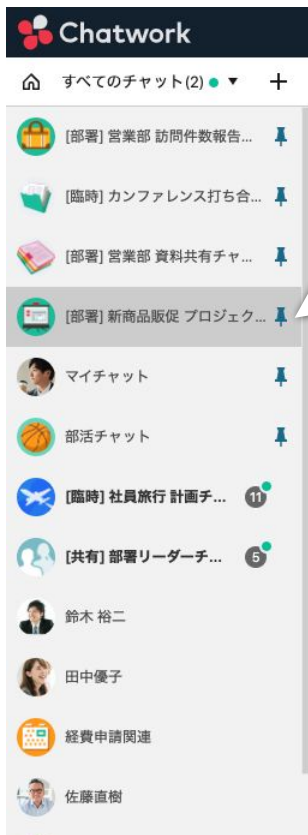 Chatwork
すべてのチャット(2)
[部署] 営業部 訪問件数報告...
[臨時] カンファレンス打ち合...
[部署] 営業部 資料共有チャ...
[部署] 新商品販促 プロジェク...
マイチャット
部活チャット
[臨時] 社員旅行 計画チ... 11
[共有] 部署リーダーチ... 5
鈴木 裕二
田中優子
経費申請関連
佐藤直樹